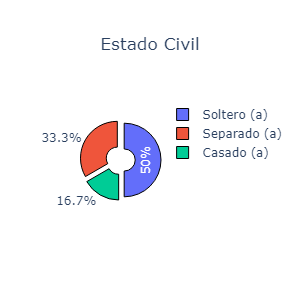 Estado Civil
Soltero (a)
Separado (a)
Casado (a)
33.3%
50%
16.7%